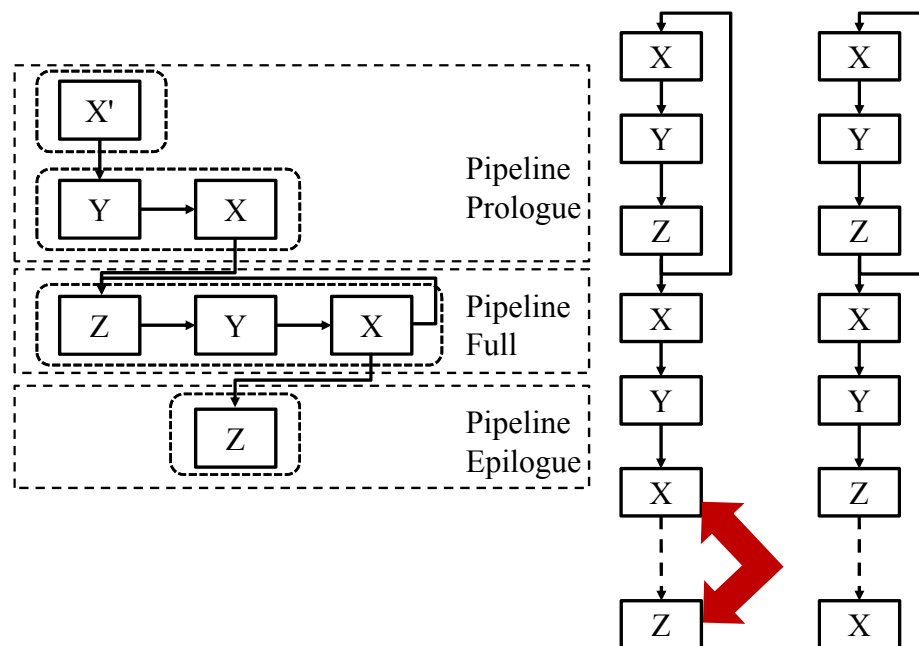 X'
Y X
Pipeline
Prologue
Z Y X
Pipeline
Full
Z
Pipeline
Epilogue
X
Y
Z
X
Y
X
Z
X
Y
Z
X
Y
Z
X